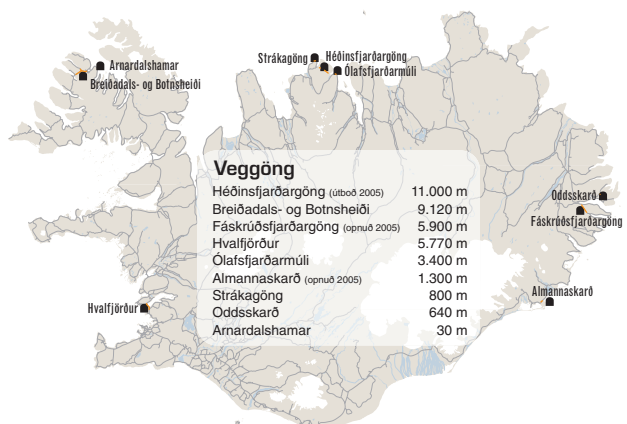 Arnardalshamar
Breiðadals- og Botnsheiði
Strákagöng
Héðinsfjarðargöng
Ólafsfjarðarmúli
Veggöng
Héðinsfjarðargöng (útboð 2005) 11.000 m
Breiðadals- og Botnsheiði 9.120 m
Fáskrúðsfjarðargöng (opnuð 2005) 5.900 m
Hvalfjörður 5.770 m
Ólafsfjarðarmúli 3.400 m
Almannaskarð (opnuð 2005) 1.300 m
Strákagöng 800 m
Oddsskarð 640 m
Arnardalshamar 30 m
Oddsskarð
Fáskrúðsfjarðargöng
Almannaskarð
Hvalfjörður